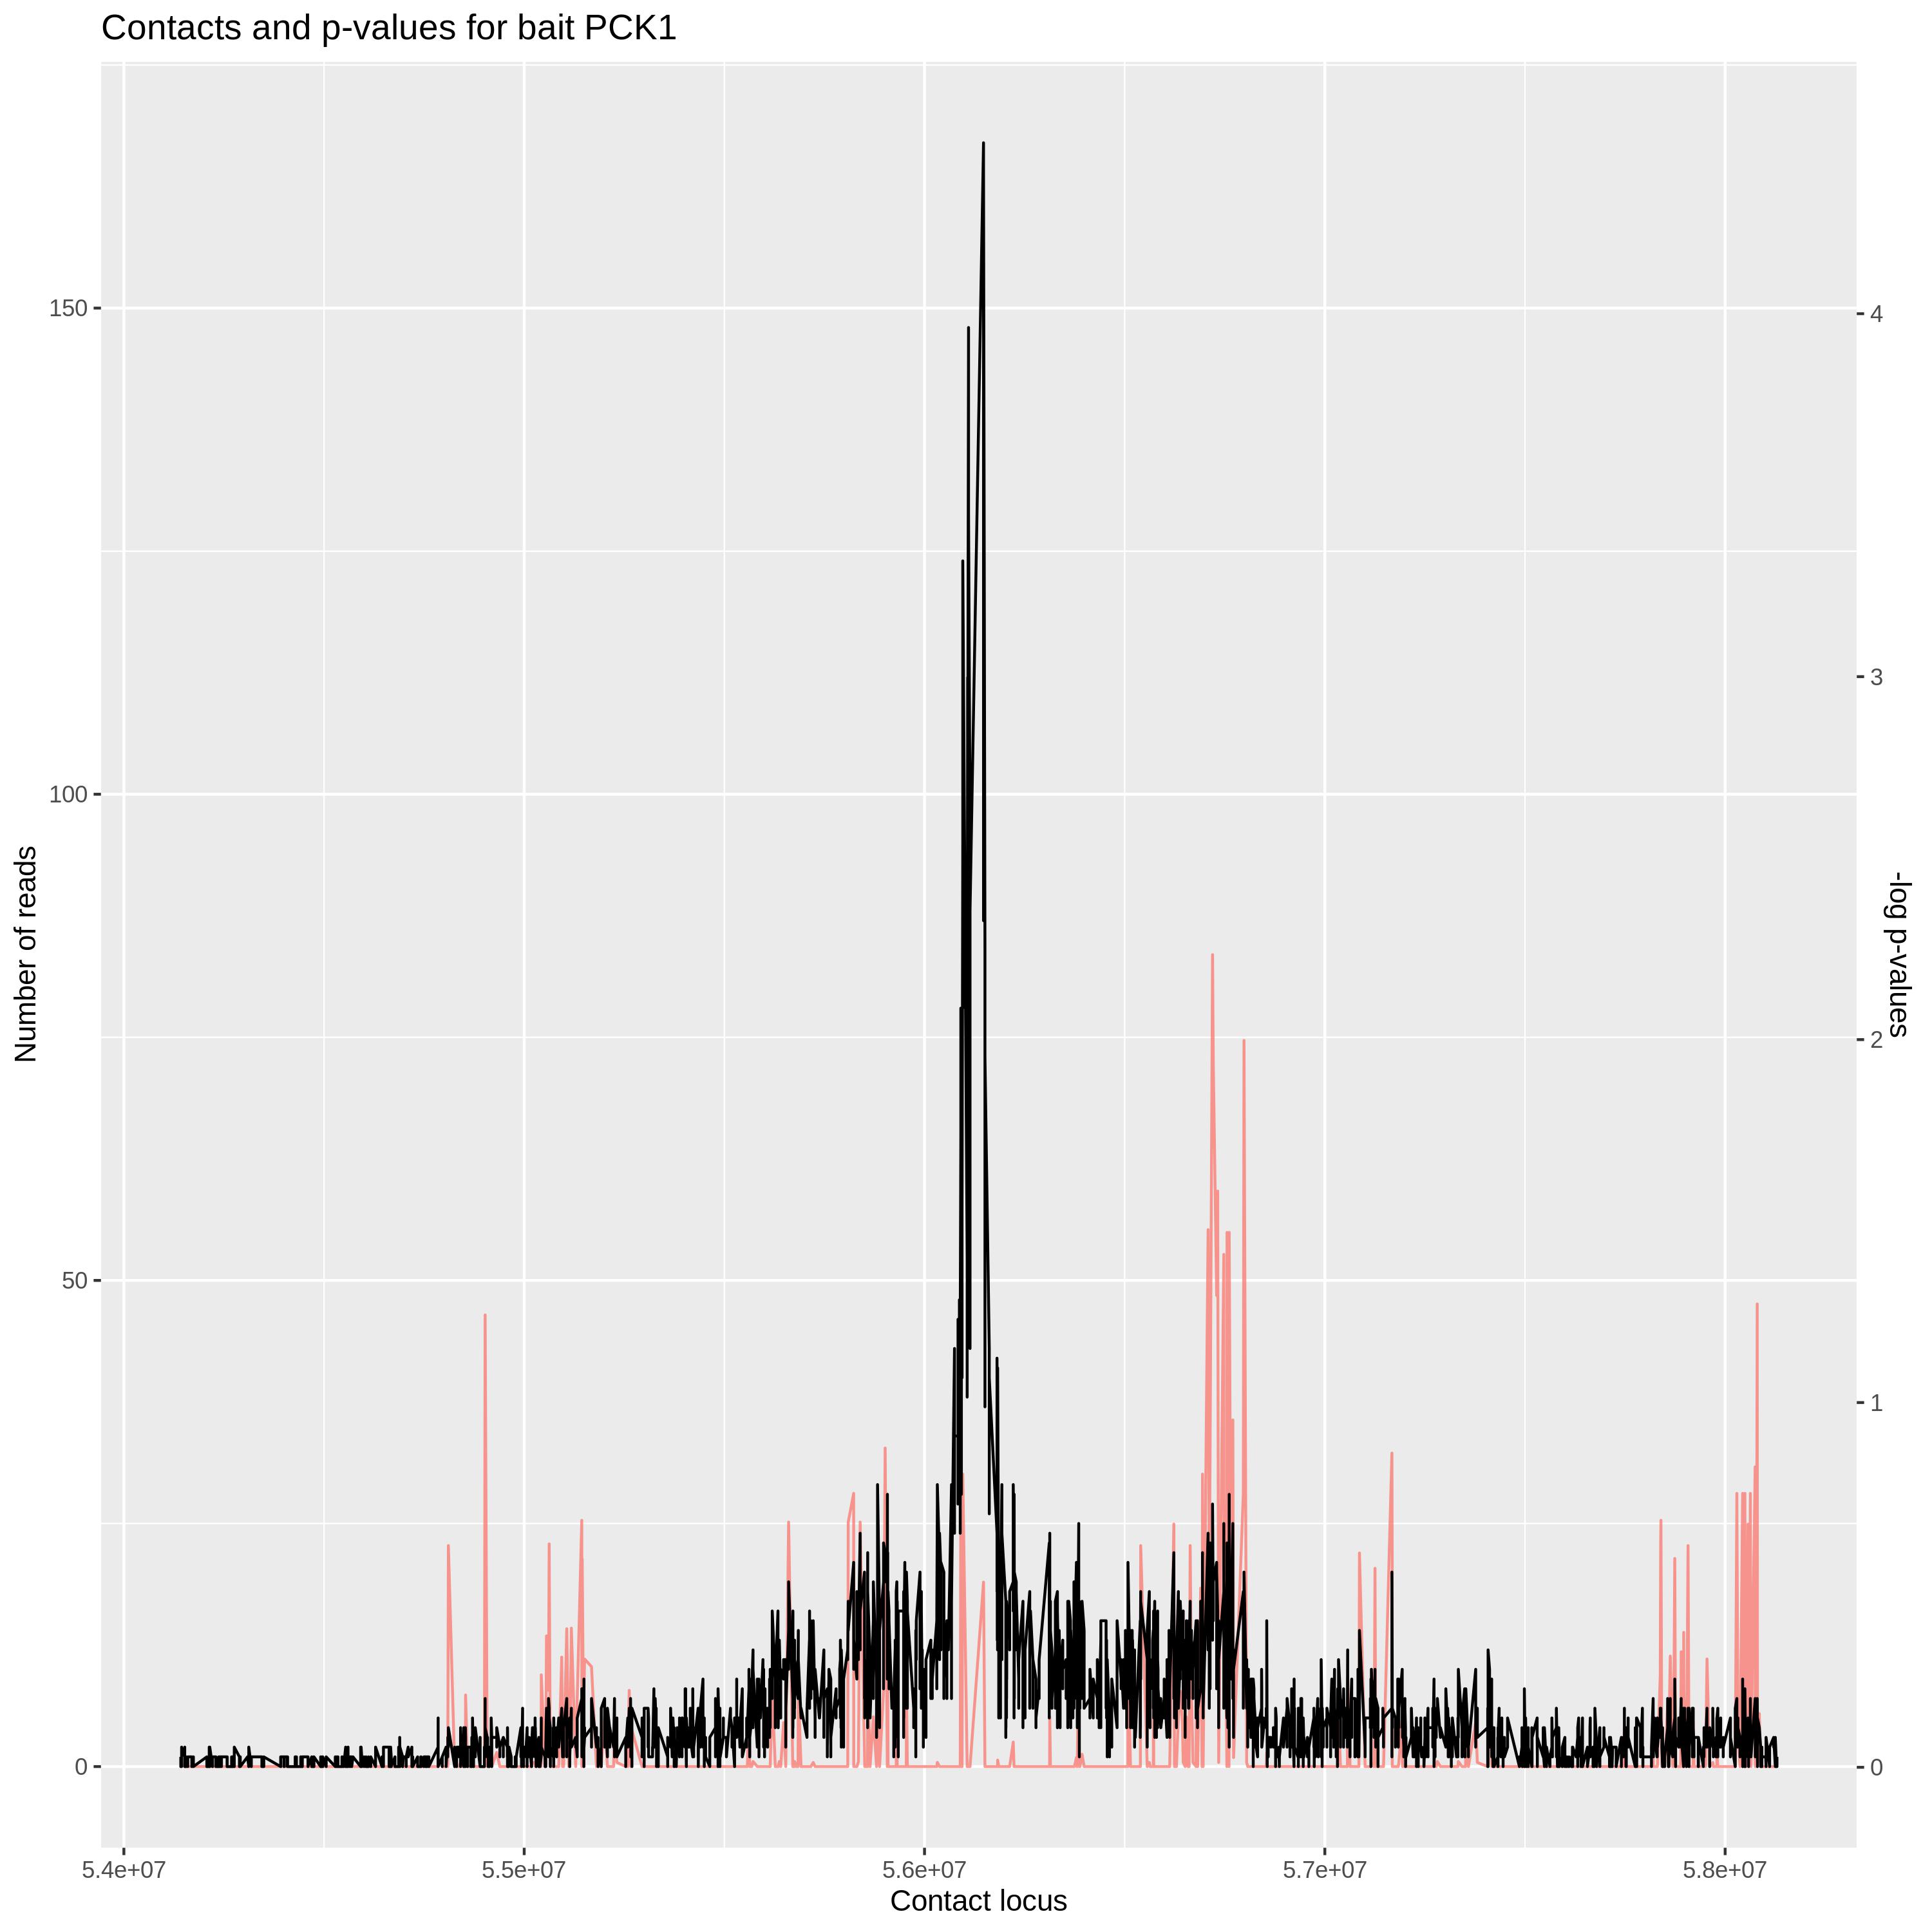 Contacts and p-values for bait PCK1
150
100
50
0
4
3
2
1
0
Number of reads
-log p-values
5.4e+07 5.5e+07 5.6e+07 5.7e+07 5.8e+07
Contact locus